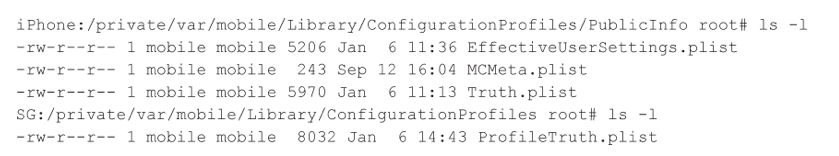 iPhone:/private/var/mobile/Library/ConfigurationProfiles/PublicInfo root# ls -l
-rw-r--r-- 1 mobile mobile 5206 Jan  6 11:36 EffectiveUserSettings.plist
-rw-r--r-- 1 mobile mobile  243 Sep 12 16:04 MCMeta.plist
-rw-r--r-- 1 mobile mobile 5970 Jan  6 11:13 Truth.plist
SG:/private/var/mobile/Library/ConfigurationProfiles root# ls -l
-rw-r--r-- 1 mobile mobile  8032 Jan  6 14:43 ProfileTruth.plist